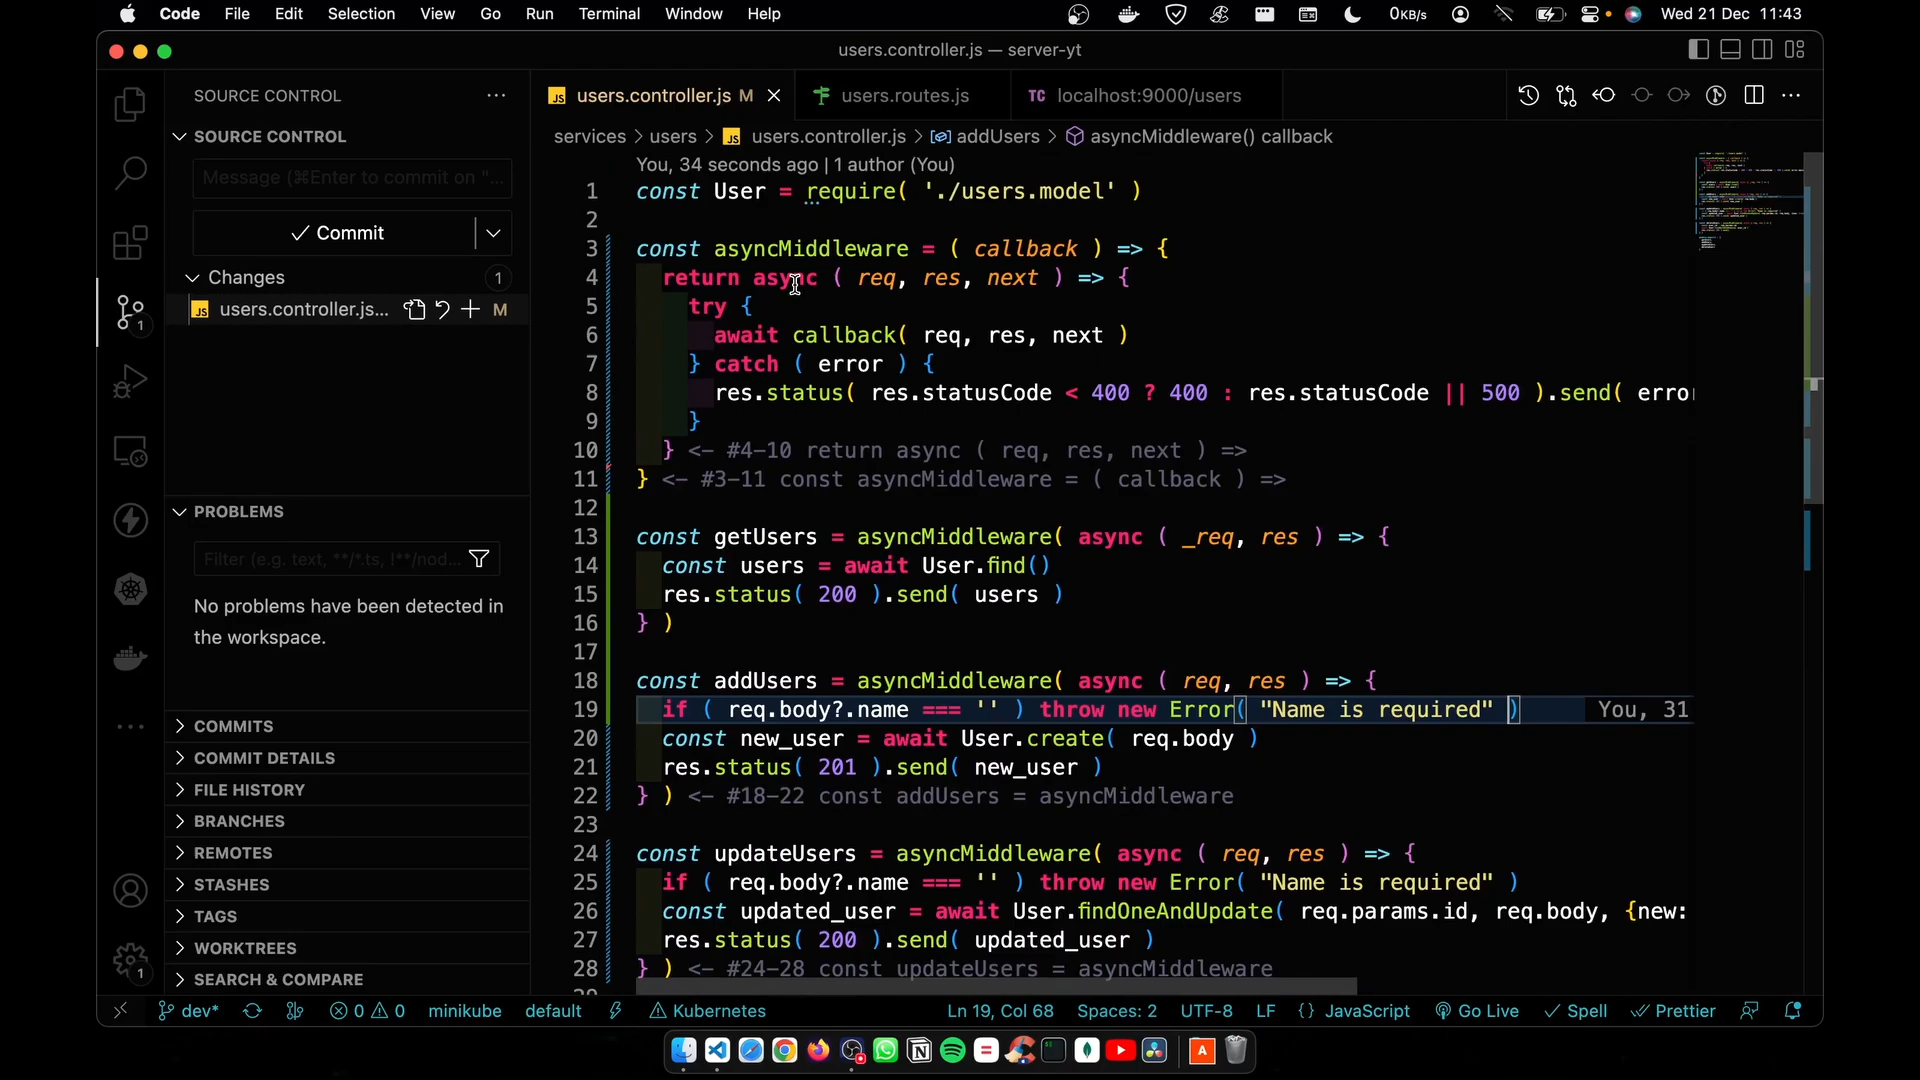 Code File Edit Selection View Go Run Terminal Window Help 0KB/s Wed 21 Dec 11:43
users.controller.js — server-yt
SOURCE CONTROL
SOURCE CONTROL
Message (⌘Enter to commit on "...
Commit
Changes 1
users.controller.js... M
1
PROBLEMS
Filter (e.g. text, **/*.ts, !**/nod...
No problems have been detected in
the workspace.
COMMITS
COMMIT DETAILS
FILE HISTORY
BRANCHES
REMOTES
STASHES
TAGS
WORKTREES
SEARCH & COMPARE
1
users.controller.js M
users.routes.js
TC localhost:9000/users
services > users > JS users.controller.js > addUsers > asyncMiddleware() callback
You, 34 seconds ago | 1 author (You)
1 const User = require( './users.model' )
2
3 const asyncMiddleware = ( callback ) => {
4 return async ( req, res, next ) => {
5 try {
6 await callback( req, res, next )
7 } catch ( error ) {
8 res.status( res.statusCode < 400 ? 400 : res.statusCode || 500 ).send( erro
9 }
10 } <- #4-10 return async ( req, res, next ) =>
11 } <- #3-11 const asyncMiddleware = ( callback ) =>
12
13 const getUsers = asyncMiddleware( async ( _req, res ) => {
14 const users = await User.find()
15 res.status( 200 ).send( users )
16 } )
17
18 const addUsers = asyncMiddleware( async ( req, res ) => {
19 if ( req.body?.name === '' ) throw new Error( "Name is required" ) You, 31
20 const new_user = await User.create( req.body )
21 res.status( 201 ).send( new_user )
22 } ) <- #18-22 const addUsers = asyncMiddleware
23
24 const updateUsers = asyncMiddleware( async ( req, res ) => {
25 if ( req.body?.name === '' ) throw new Error( "Name is required" )
26 const updated_user = await User.findOneAndUpdate( req.params.id, req.body, {new:
27 res.status( 200 ).send( updated_user )
28 } ) <- #24-28 const updateUsers = asyncMiddleware
dev* 0 0 minikube default Kubernetes Ln 19, Col 68 Spaces: 2 UTF-8 LF {} JavaScript Go Live Spell Prettier